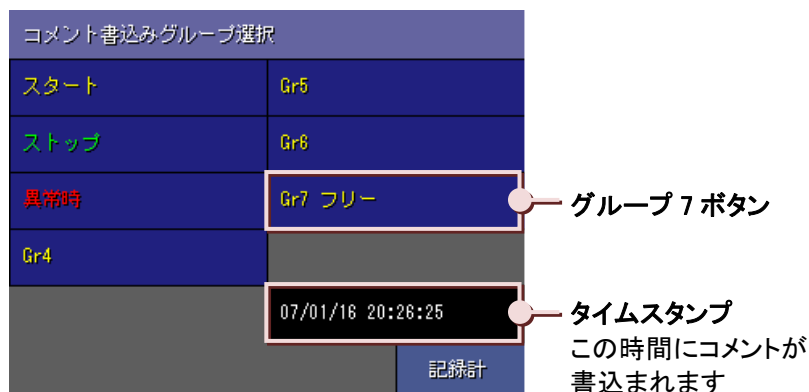 コメント書込みグループ選択
スタート
Gr5
ストップ
Gr6
異常時
Gr7 フリー
グループ 7 ボタン
Gr4
07/01/16 20:26:25
タイムスタンプ
この時間にコメントが
書込まれます
記録計